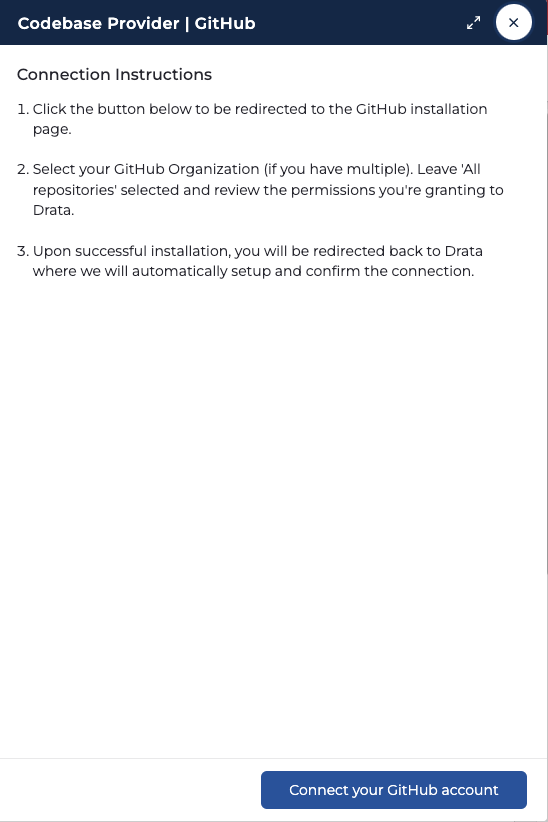 Codebase Provider | GitHub
Connection Instructions
1. Click the button below to be redirected to the GitHub installation
page.
2. Select your GitHub Organization (if you have multiple). Leave 'All
repositories' selected and review the permissions you're granting to
Drata.
3. Upon successful installation, you will be redirected back to Drata
where we will automatically setup and confirm the connection.
Connect your GitHub account